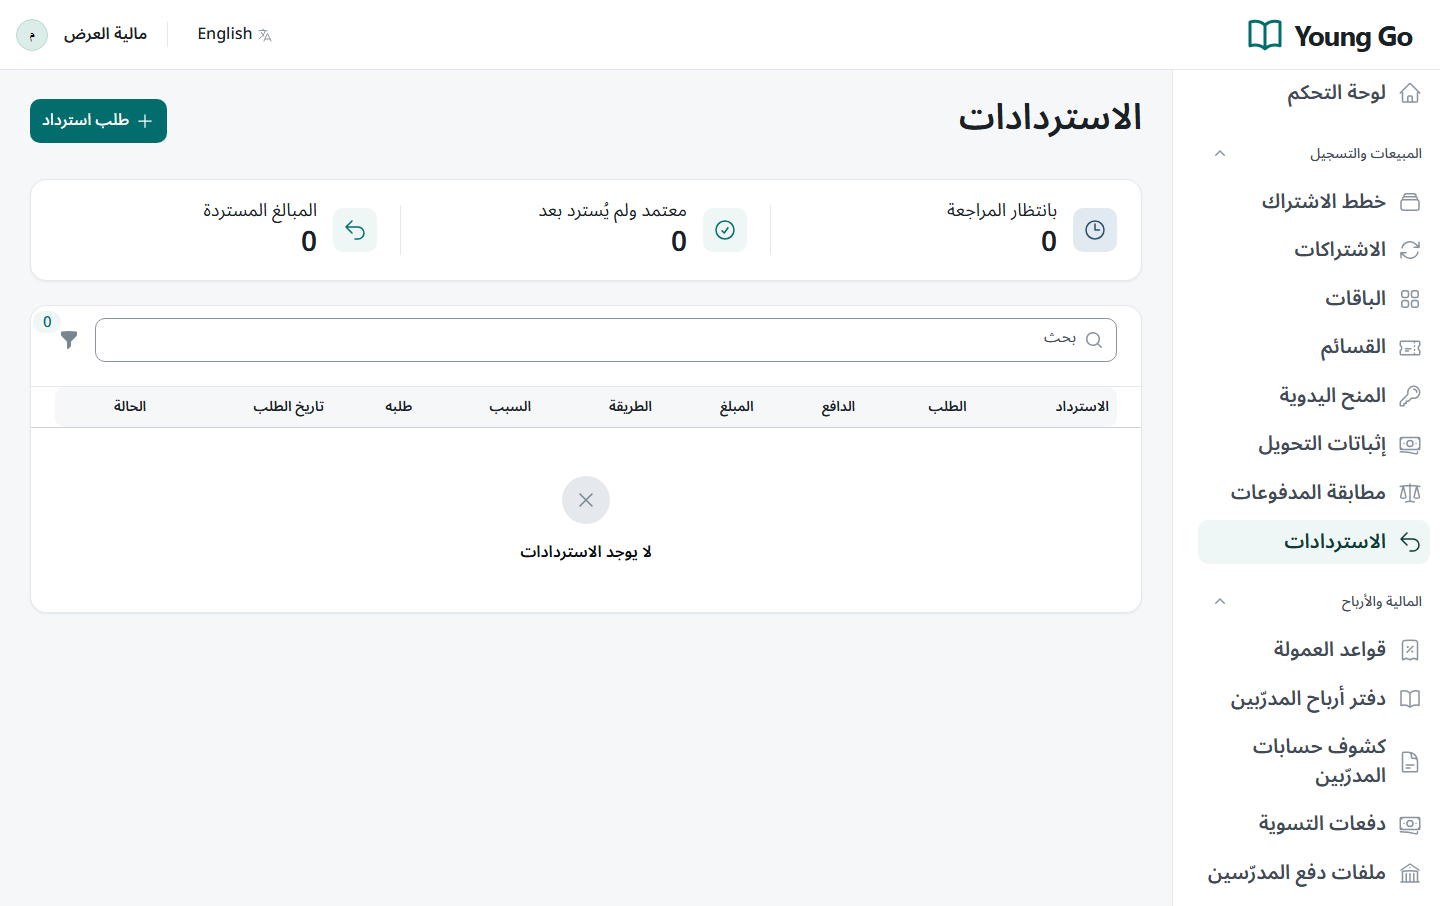 Young Go
English
مالية العرض
م
لوحة التحكم
المبيعات والتسجيل
خطط الاشتراك
الاشتراكات
الباقات
القسائم
المنح اليدوية
إثباتات التحويل
مطابقة المدفوعات
الاستردادات
المالية والأرباح
قواعد العمولة
دفتر أرباح المدرّبين
كشوف حسابات
المدرّبين
دفعات التسوية
ملفات دفع المدرّسين
الاستردادات
طلب استرداد
بانتظار المراجعة
0
معتمد ولم يُسترد بعد
0
المبالغ المستردة
0
بحث
0
الاسترداد الطلب الدافع المبلغ الطريقة السبب طلبه تاريخ الطلب الحالة
لا يوجد الاستردادات